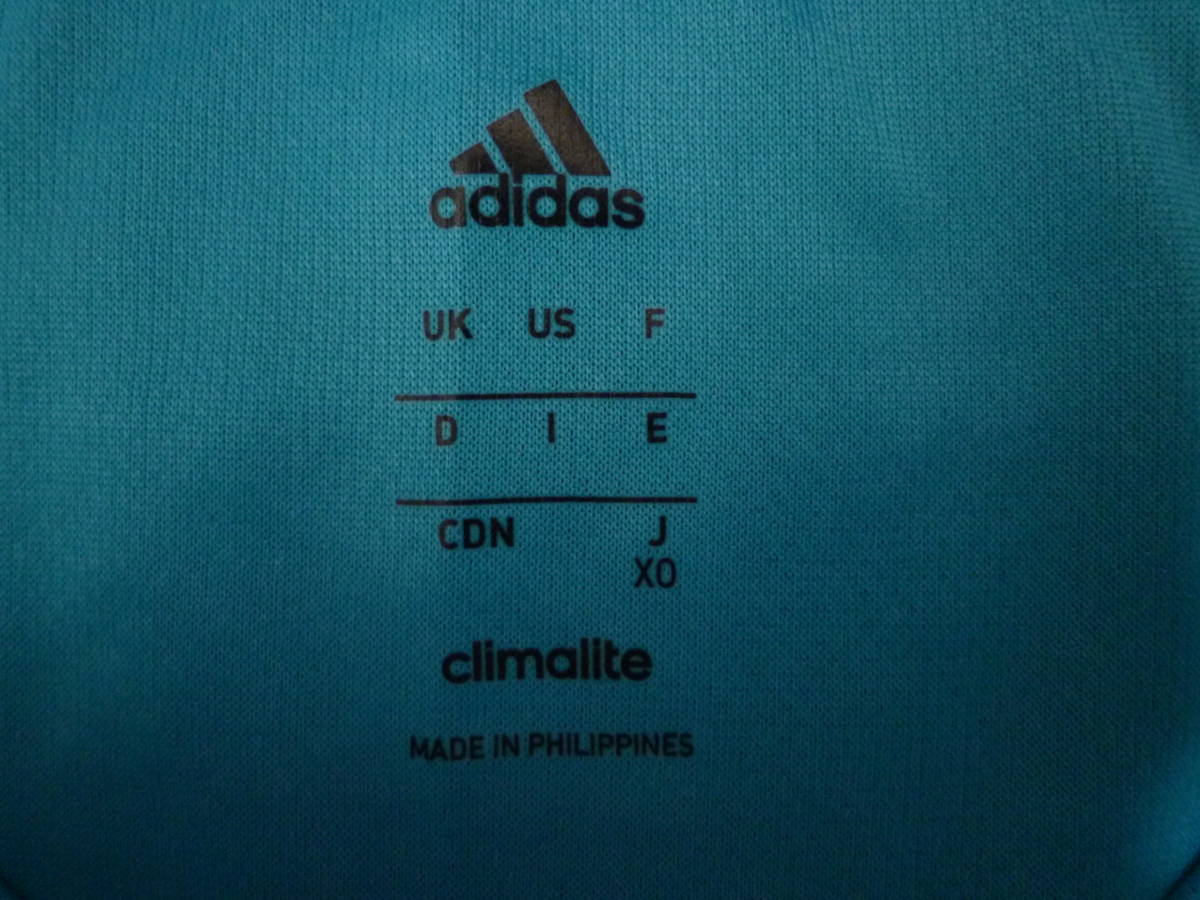 adidas
UK US F
D I E
CDN J
XO
climalite
MADE IN PHILIPPINES